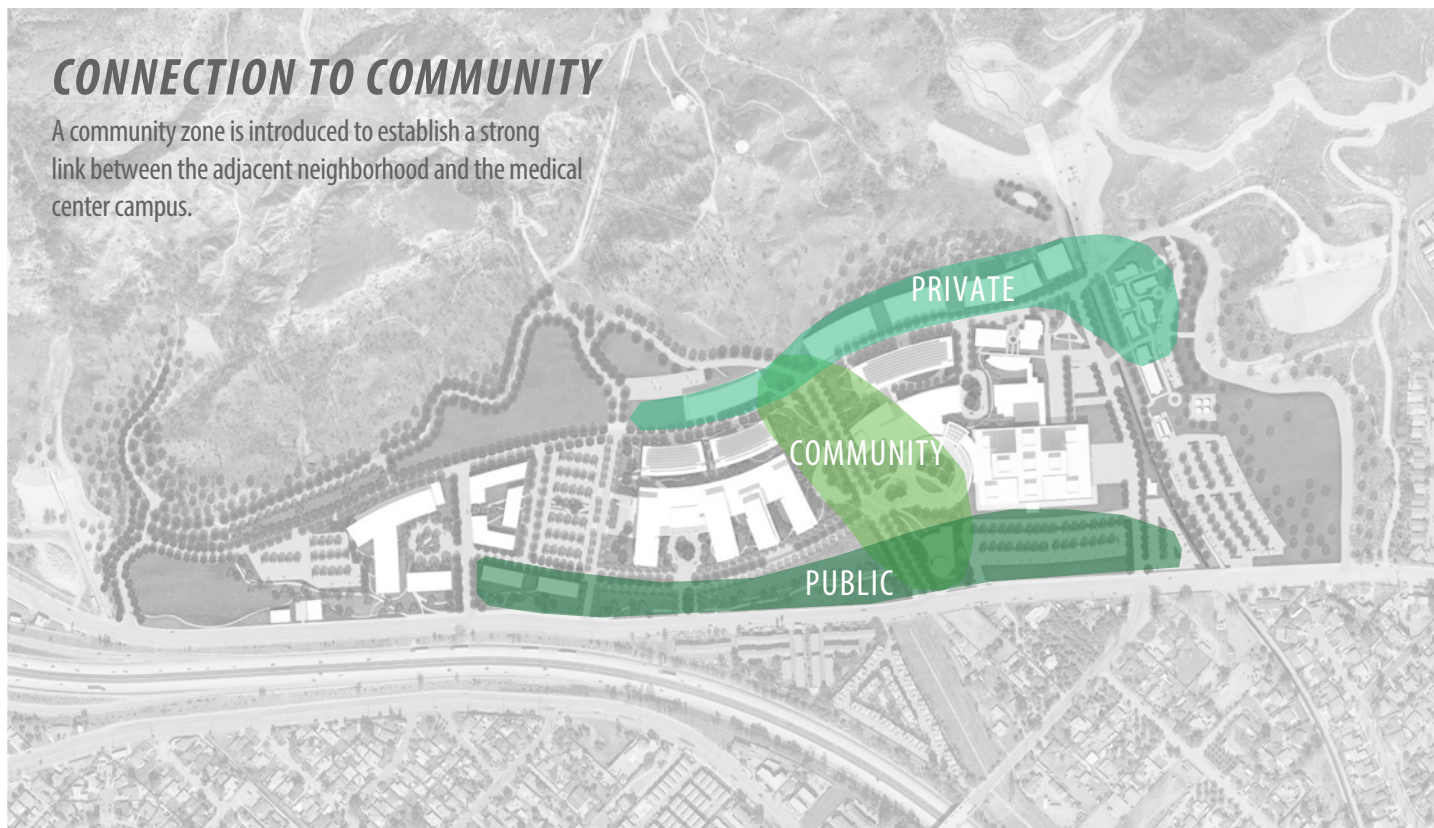 CONNECTION TO COMMUNITY
A community zone is introduced to establish a strong
link between the adjacent neighborhood and the medical
center campus.
PRIVATE
COMMUNITY
PUBLIC